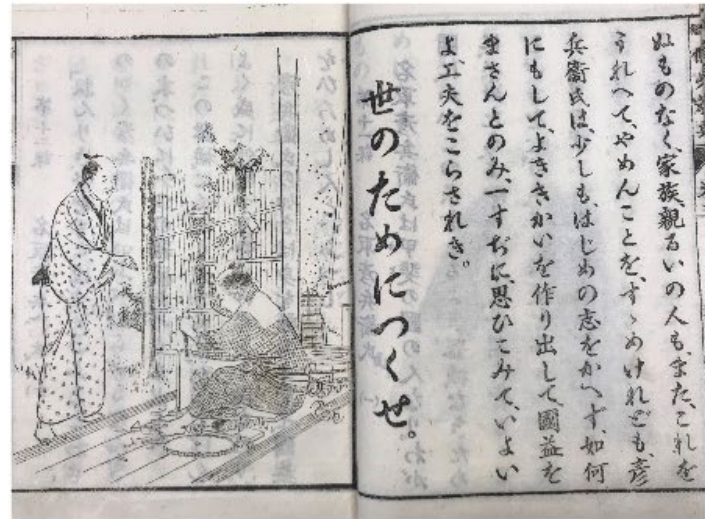 ぬものなく、家族親るいの人も、また、これを
うれへて、やめんことを、すゝめけれども、彦
兵衞氏は、少しも、はじめの志をかへず、如何
にもして、よききかいを作り出して、國益を
まさんとのみ、一すぢに、思ひこみて、いよい
よ、工夫をこらされき。
世のためにつくせ。